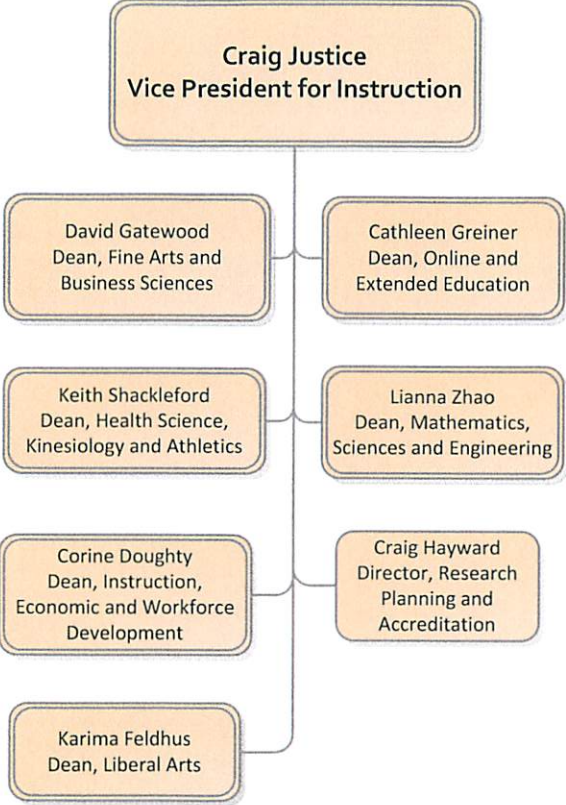 Craig Justice
Vice President for Instruction
David Gatewood
Dean, Fine Arts and
Business Sciences
Cathleen Greiner
Dean, Online and
Extended Education
Keith Shackleford
Dean, Health Science,
Kinesiology and Athletics
Lianna Zhao
Dean, Mathematics,
Sciences and Engineering
Corine Doughty
Dean, Instruction,
Economic and Workforce
Development
Craig Hayward
Director, Research
Planning and
Accreditation
Karima Feldhus
Dean, Liberal Arts